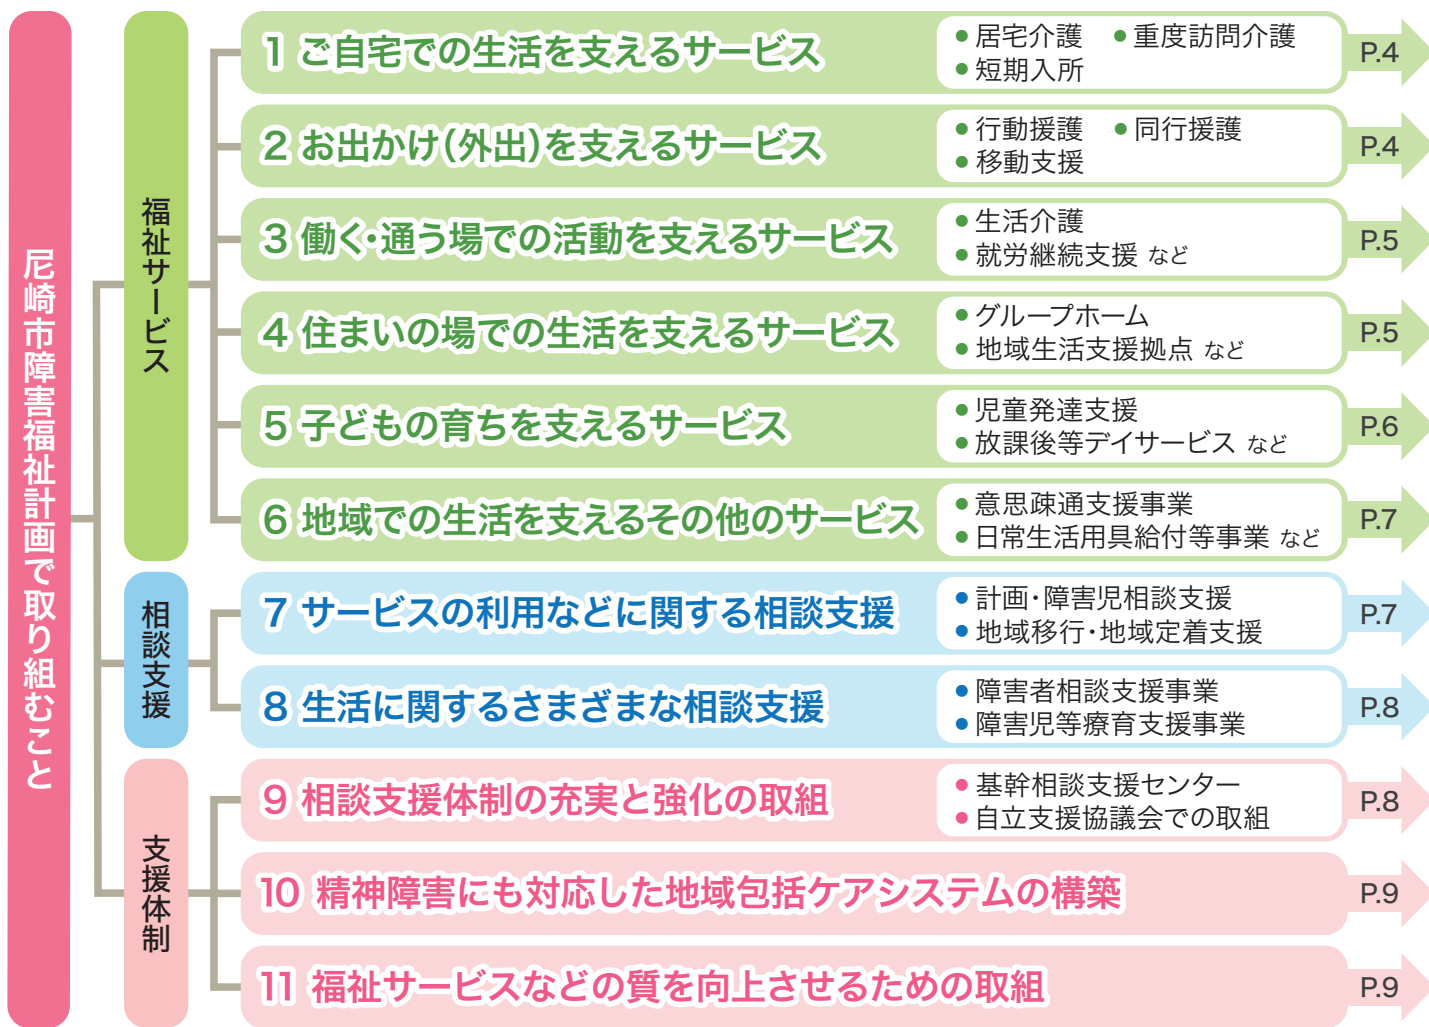 尼崎市障害福祉計画で取り組むこと
福祉サービス
1 ご自宅での生活を支えるサービス
● 居宅介護 ● 重度訪問介護
● 短期入所
P.4
2 お出かけ(外出)を支えるサービス
● 行動援護 ● 同行援護
● 移動支援
P.4
3 働く・通う場での活動を支えるサービス
● 生活介護
● 就労継続支援 など
P.5
4 住まいの場での生活を支えるサービス
● グループホーム
● 地域生活支援拠点 など
P.5
5 子どもの育ちを支えるサービス
● 児童発達支援
● 放課後等デイサービス など
P.6
6 地域での生活を支えるその他のサービス
● 意思疎通支援事業
● 日常生活用具給付等事業 など
P.7
相談支援
7 サービスの利用などに関する相談支援
● 計画・障害児相談支援
● 地域移行・地域定着支援
P.7
8 生活に関するさまざまな相談支援
● 障害者相談支援事業
● 障害児等療育支援事業
P.8
支援体制
9 相談支援体制の充実と強化の取組
● 基幹相談支援センター
● 自立支援協議会での取組
P.8
10 精神障害にも対応した地域包括ケアシステムの構築
P.9
11 福祉サービスなどの質を向上させるための取組
P.9